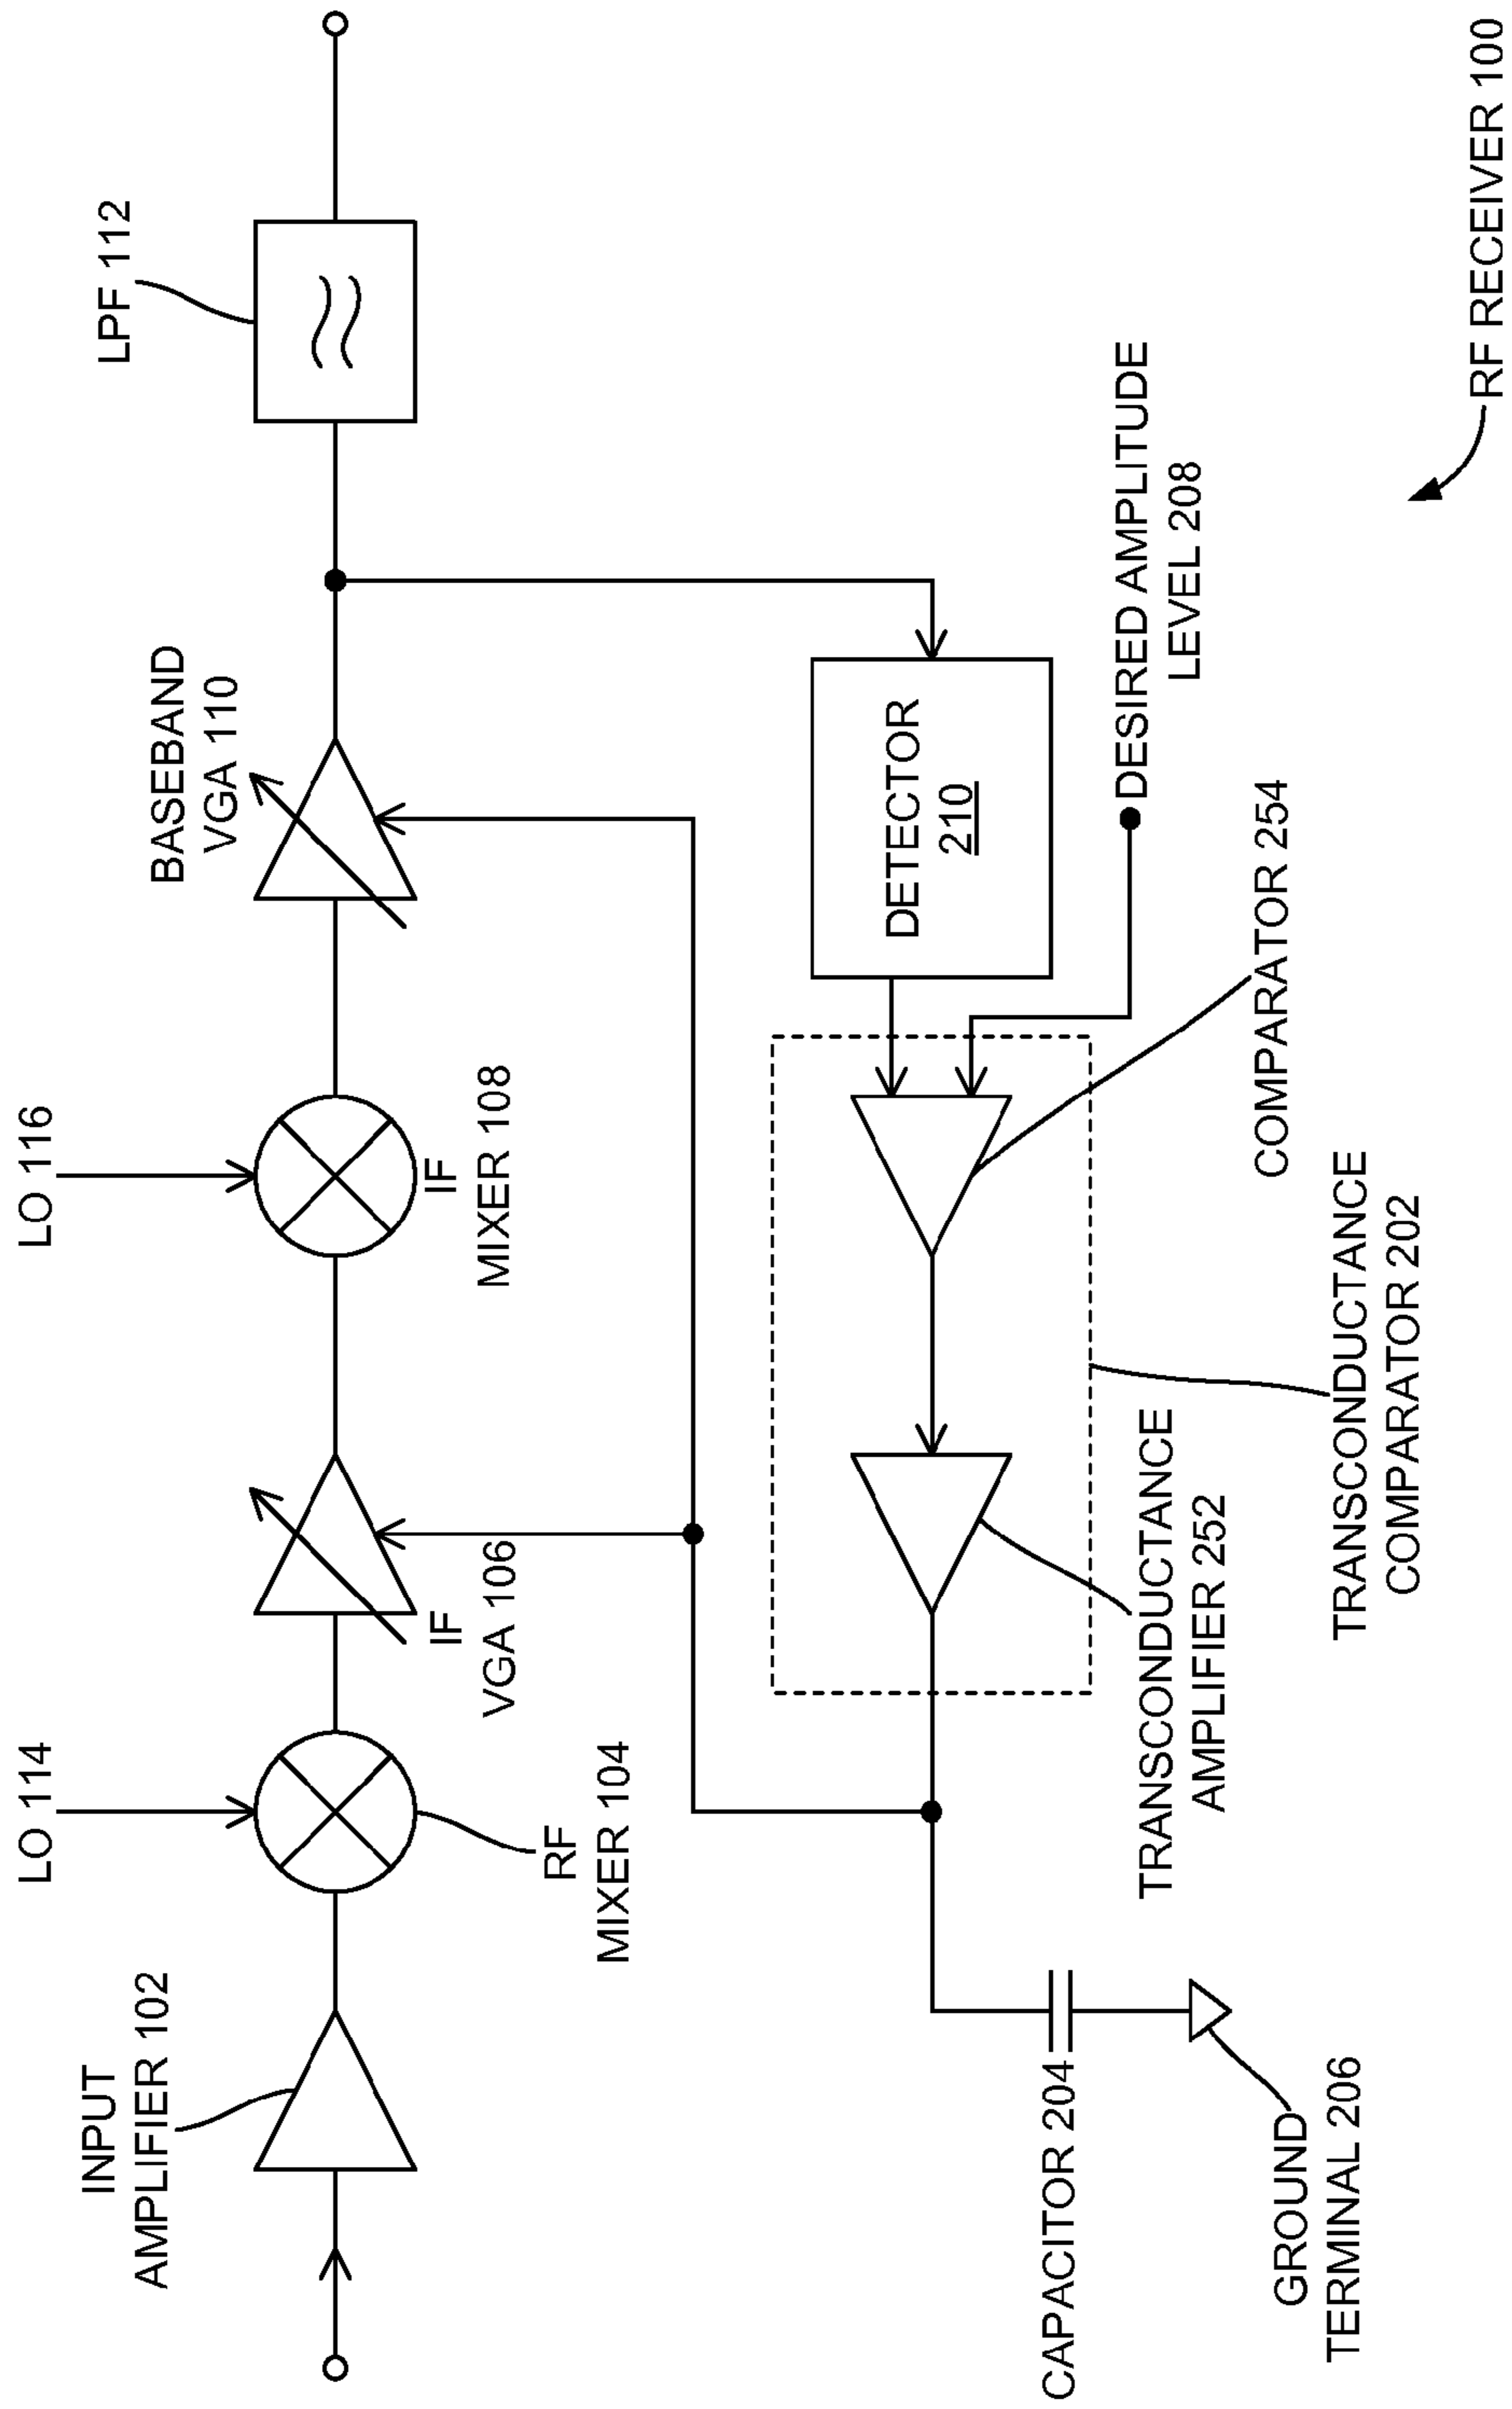 LO 114
LO 116
INPUT
AMPLIFIER 102
BASEBAND
VGA 110
LPF 112
RF
MIXER 104
IF
VGA 106
IF
MIXER 108
DETECTOR
210
DESIRED AMPLITUDE
LEVEL 208
CAPACITOR 204
TRANSCONDUCTANCE
AMPLIFIER 252
COMPARATOR 254
GROUND
TERMINAL 206
TRANSCONDUCTANCE
COMPARATOR 202
RF RECEIVER 100